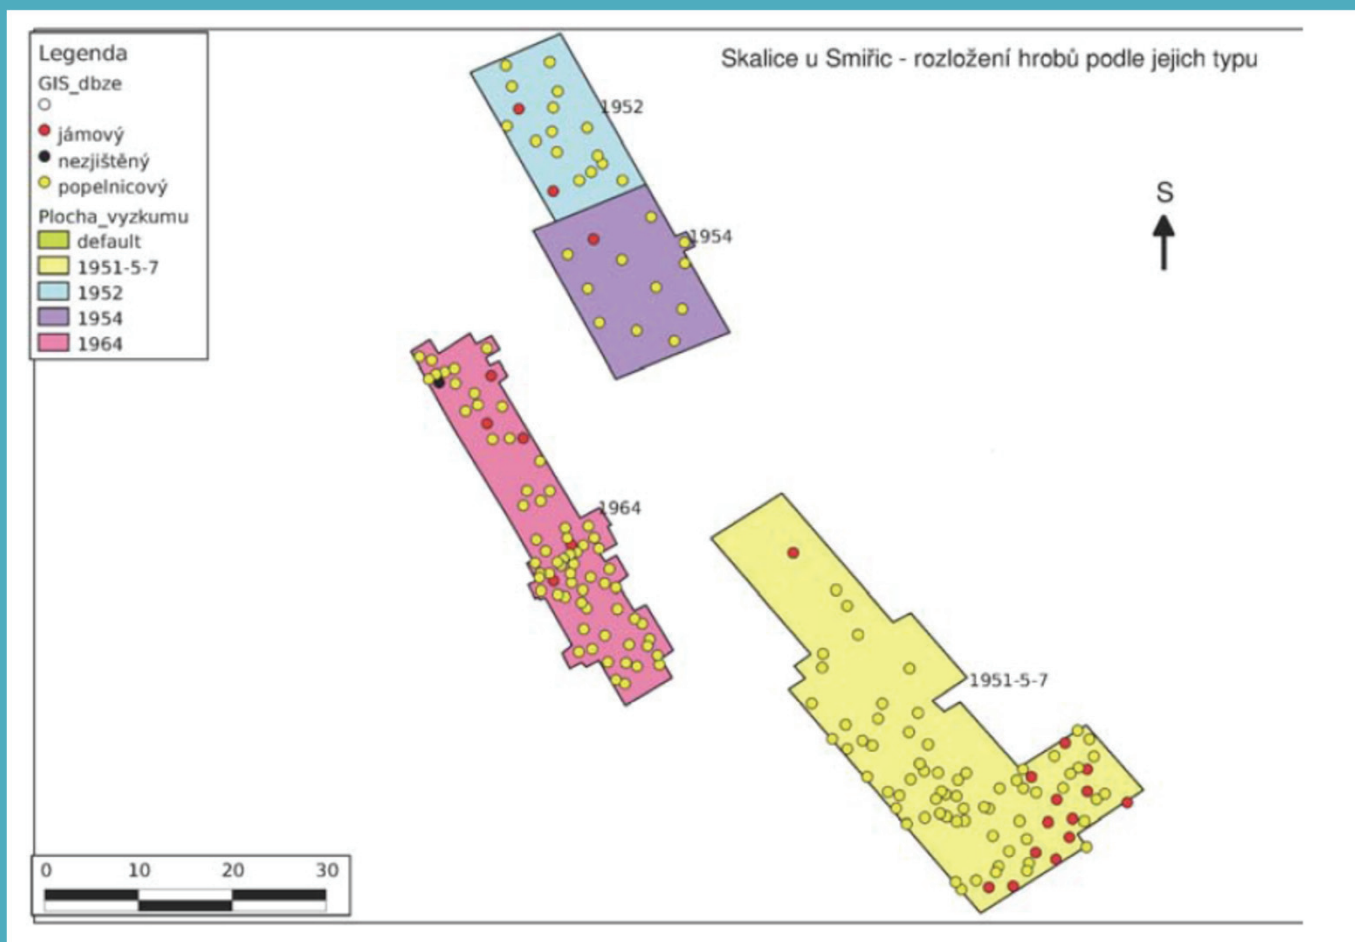 Legenda
GIS_dbze
jámový
nezjištěný
popelnicový
Plocha_vyzkumu
default
1951-5-7
1952
1954
1964
Skalice u Smiřic - rozložení hrobů podle jejich typu
1952
S
1954
1964
1951-5-7
0 10 20 30